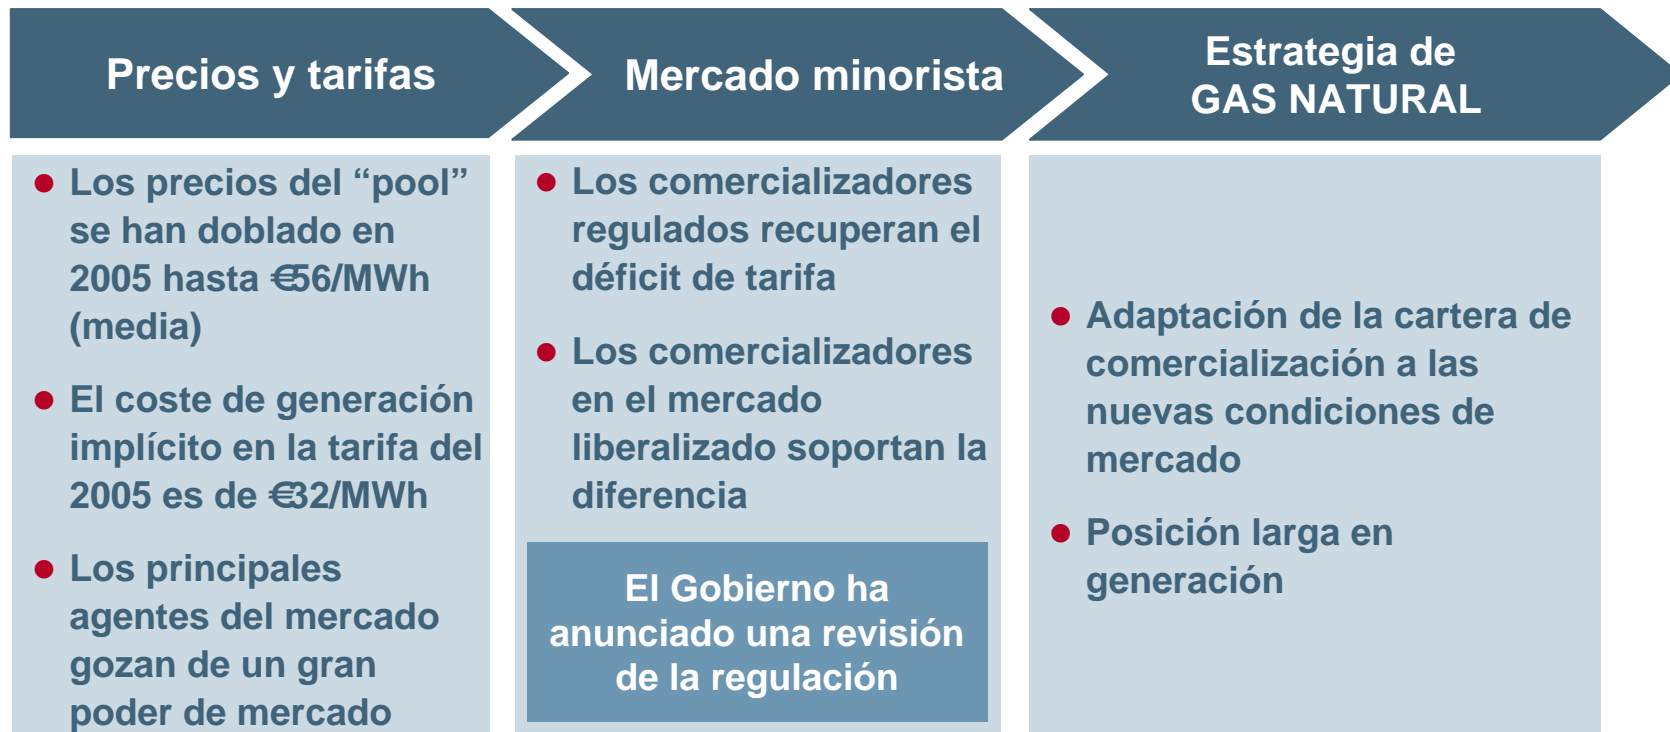 Precios y tarifas
Mercado minorista
Estrategia de
GAS NATURAL
● Los precios del “pool”
se han doblado en
2005 hasta €56/MWh
(media)
● El coste de generación
implícito en la tarifa del
2005 es de €32/MWh
● Los principales
agentes del mercado
gozan de un gran
poder de mercado
● Los comercializadores
regulados recuperan el
déficit de tarifa
● Los comercializadores
en el mercado
liberalizado soportan la
diferencia
El Gobierno ha
anunciado una revisión
de la regulación
● Adaptación de la cartera de
comercialización a las
nuevas condiciones de
mercado
● Posición larga en
generación